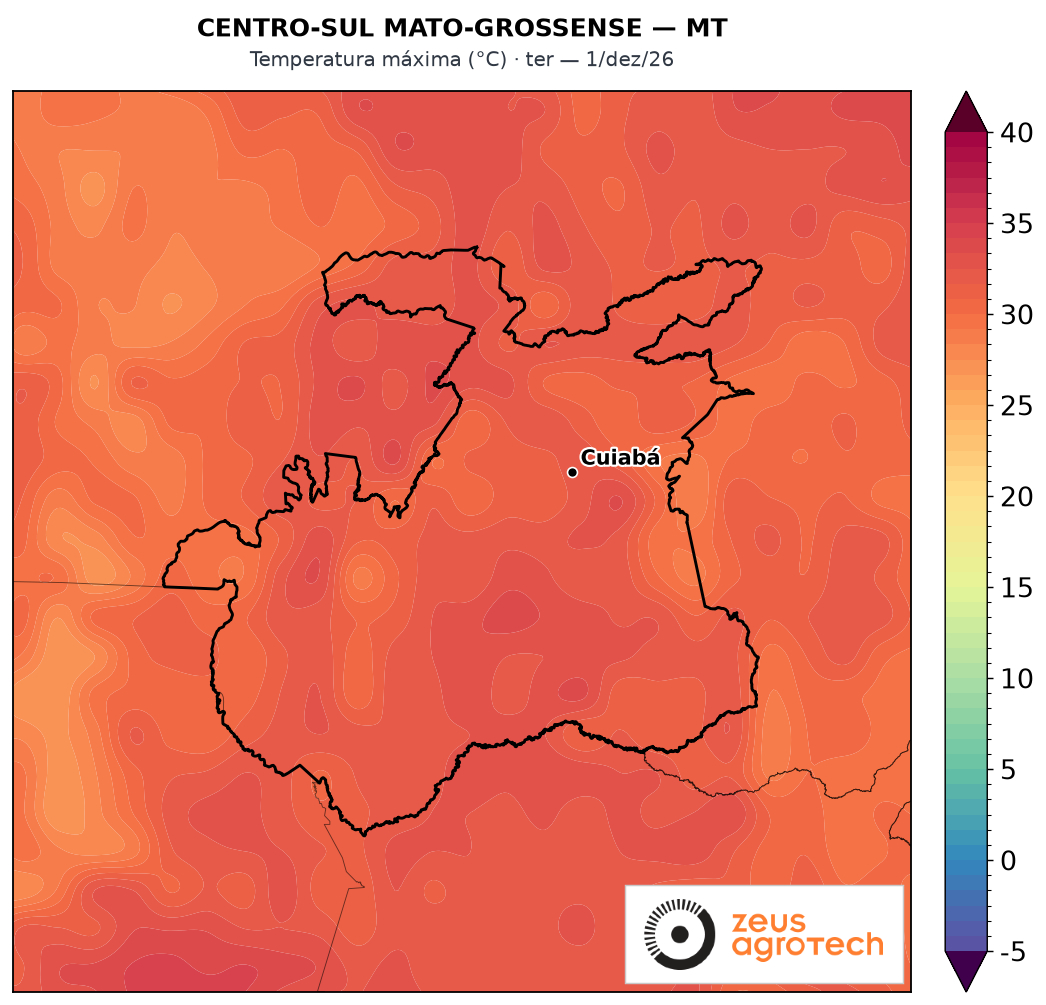 CENTRO-SUL MATO-GROSSENSE — MT
Temperatura máxima (°C) · ter — 1/dez/26
40
35
30
25
20
15
10
5
0
-5
Cuiabá
zeus
agrotech